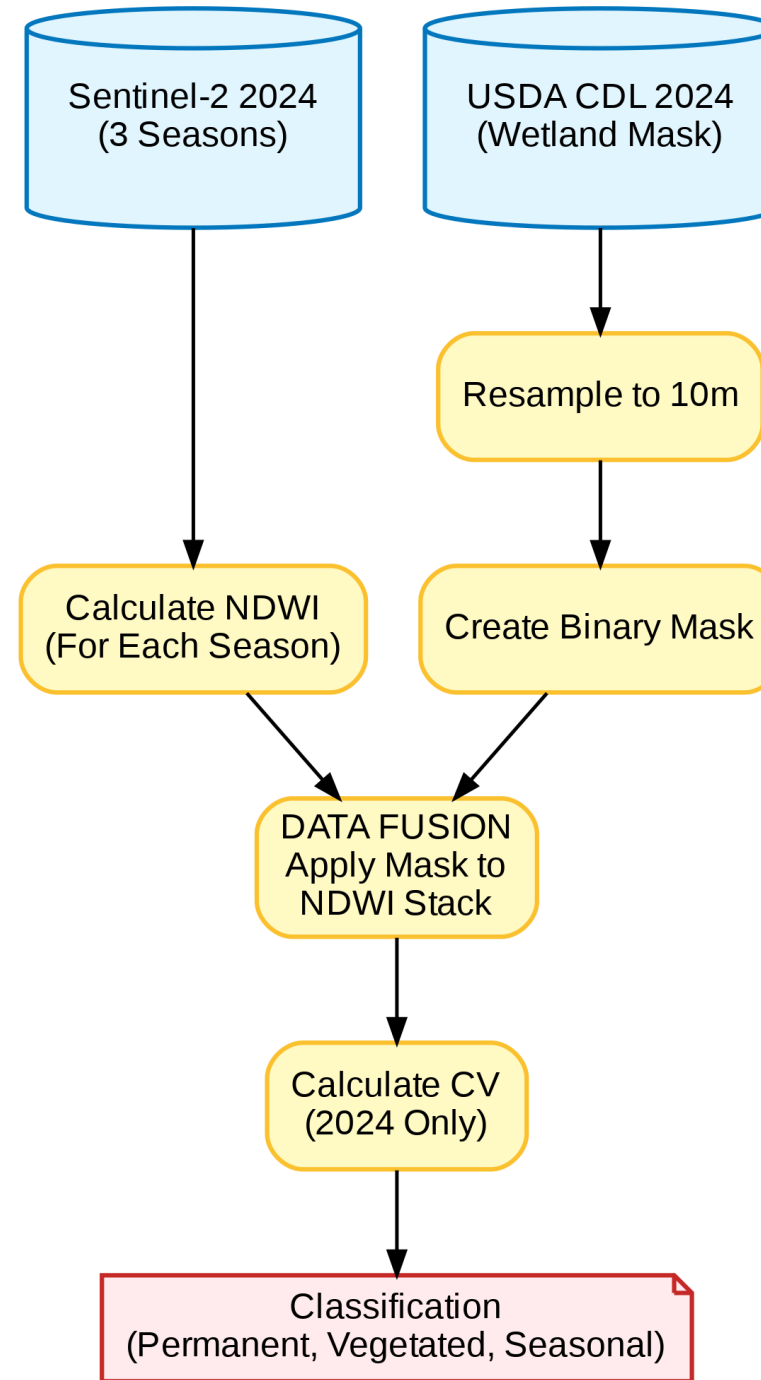 Sentinel-2 2024
(3 Seasons)
USDA CDL 2024
(Wetland Mask)
Resample to 10m
Calculate NDWI
(For Each Season)
Create Binary Mask
DATA FUSION
Apply Mask to
NDWI Stack
Calculate CV
(2024 Only)
Classification
(Permanent, Vegetated, Seasonal)